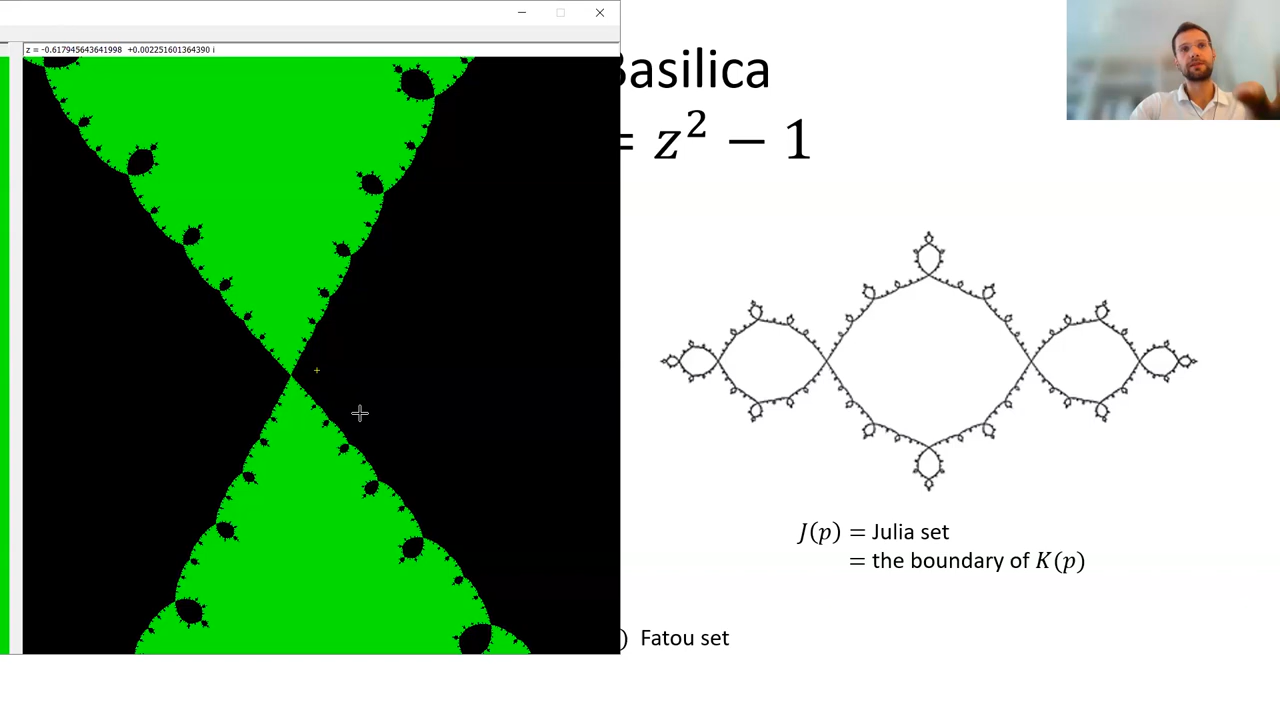 z = -0.617945643641998 +0.002251601364390 i
Basilica
= z² − 1
J(p) = Julia set
= the boundary of K(p)
) Fatou set